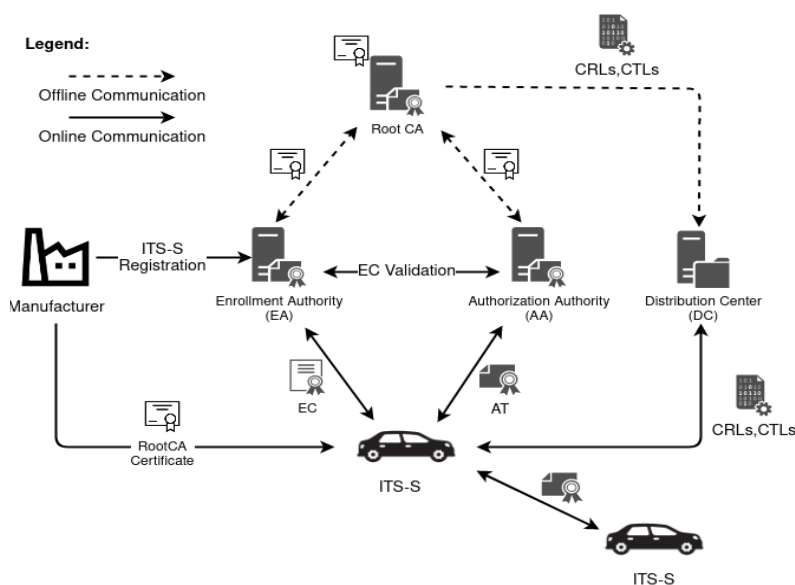 Legend:
Offline Communication
Online Communication
CRLs,CTLs
Root CA
ITS-S
Registration
EC Validation
Manufacturer
Enrollment Authority
(EA)
Authorization Authority
(AA)
Distribution Center
(DC)
EC
AT
CRLs,CTLs
RootCA
Certificate
ITS-S
ITS-S